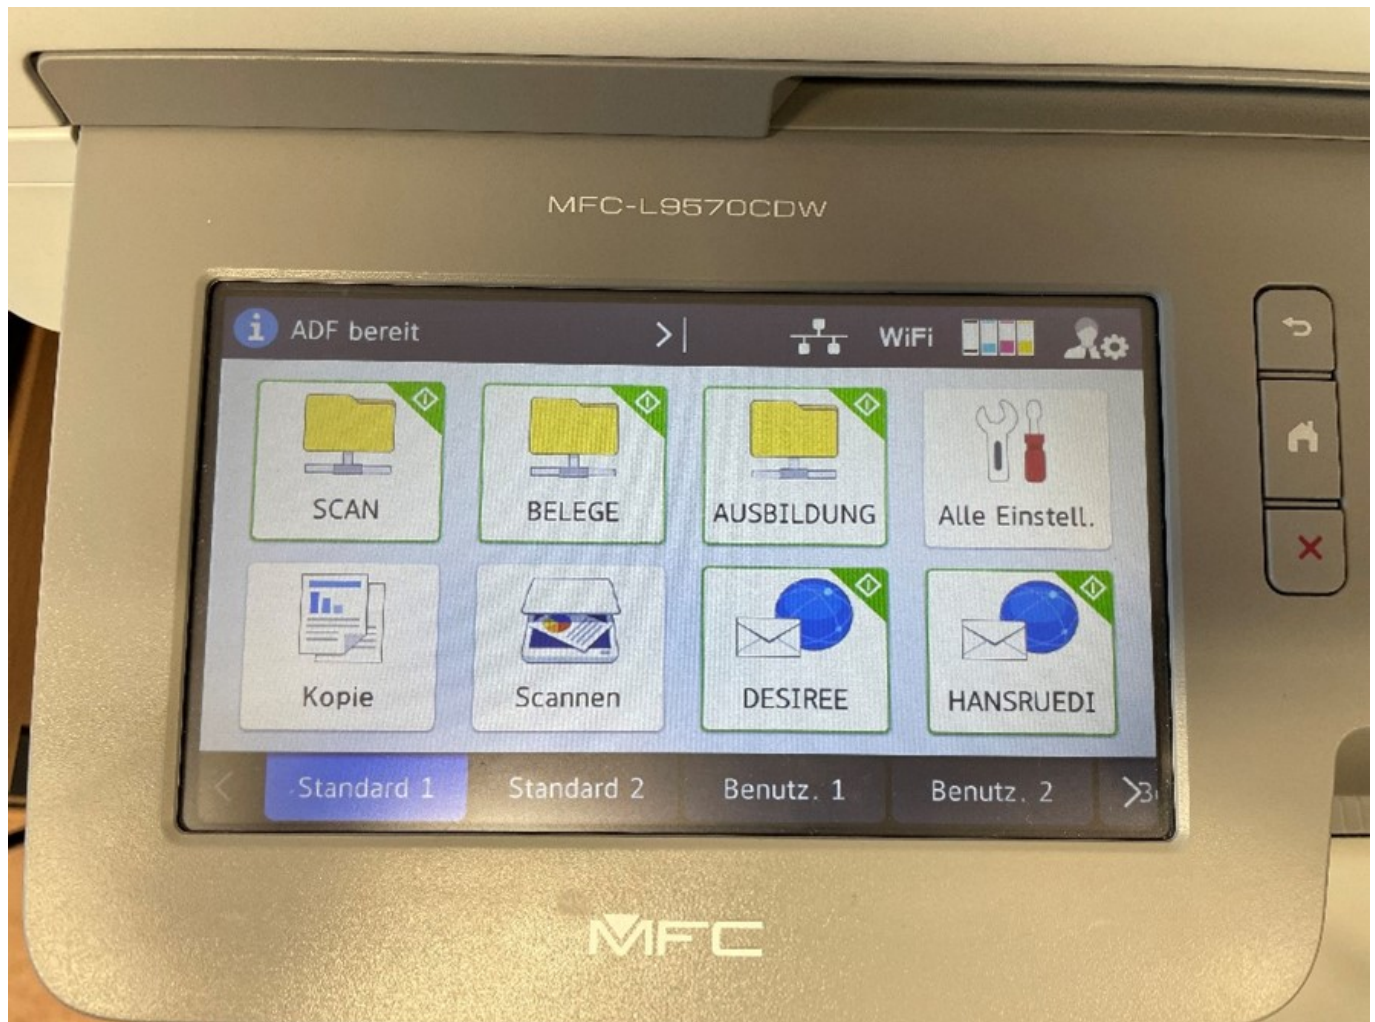 MFC-L9570CDW
ADF bereit
WiFi
SCAN
BELEGE
AUSBILDUNG
Alle Einstell.
Kopie
Scannen
DESIREE
HANSRUEDI
Standard 1
Standard 2
Benutz. 1
Benutz. 2
MFC